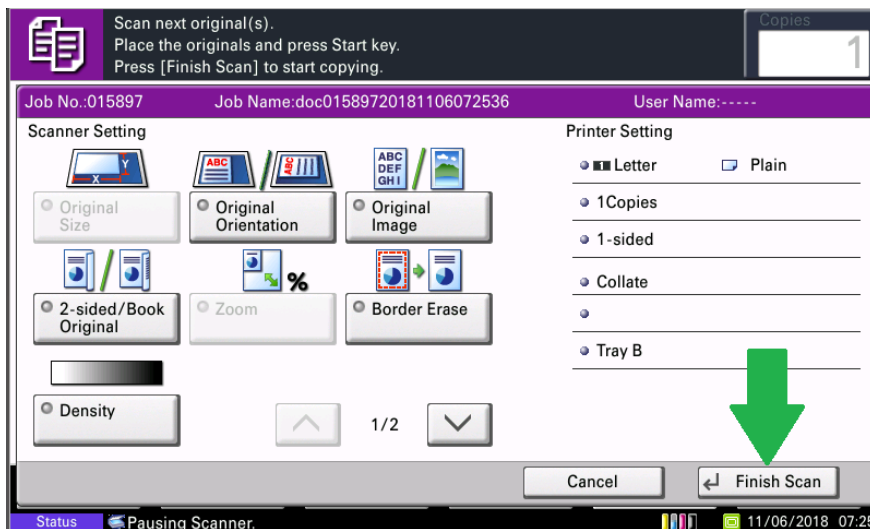 Scan next original(s).
Place the originals and press Start key.
Press [Finish Scan] to start copying.
Copies
1
Job No.:015897
Job Name:doc01589720181106072536
User Name:-----
Scanner Setting
Printer Setting
Y
X
ABC
ABC
ABC
DEF
GHI
Original
Size
Original
Orientation
Original
Image
%
2-sided/Book
Original
Zoom
Border Erase
Density
1/2
1
Letter
Plain
1Copies
1-sided
Collate
Tray B
Cancel
Finish Scan
Status
Pausing Scanner.
11/06/2018 07:25